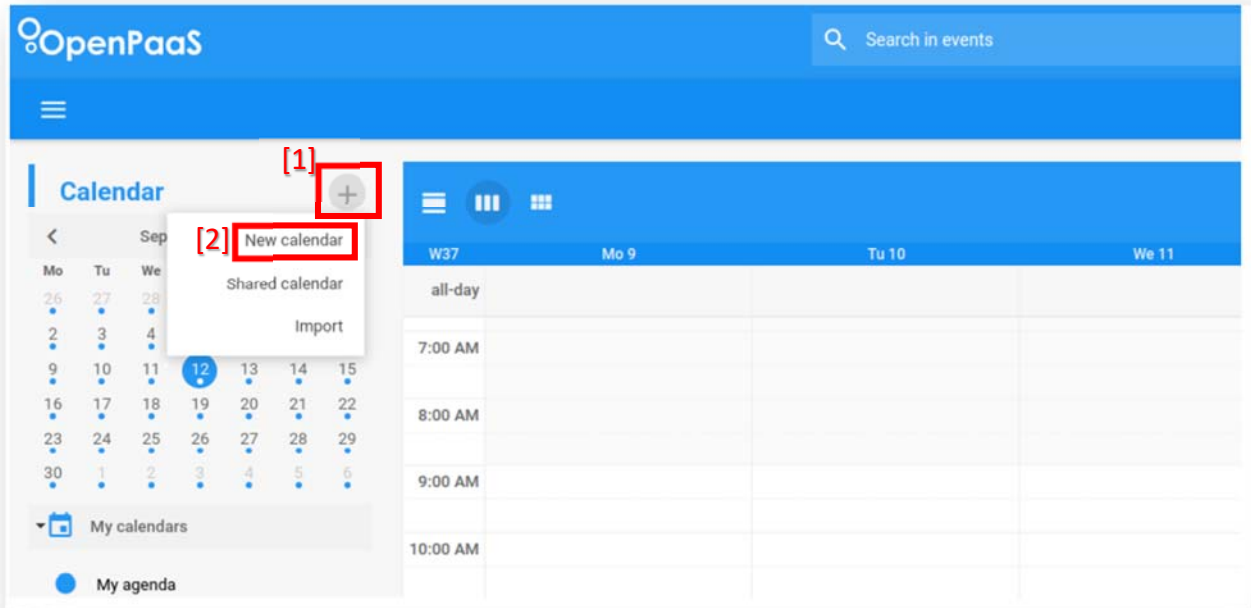 OpenPaaS
Search in events
[1]
Calendar
+
Sep
[2] New calendar
Shared calendar
Import
Mo Tu We
26 27 28
2 3 4
9 10 11 12 13 14 15
16 17 18 19 20 21 22
23 24 25 26 27 28 29
30 1 2 3 4 5 6
My calendars
My agenda
W37 Mo 9 Tu 10 We 11
all-day
7:00 AM
8:00 AM
9:00 AM
10:00 AM